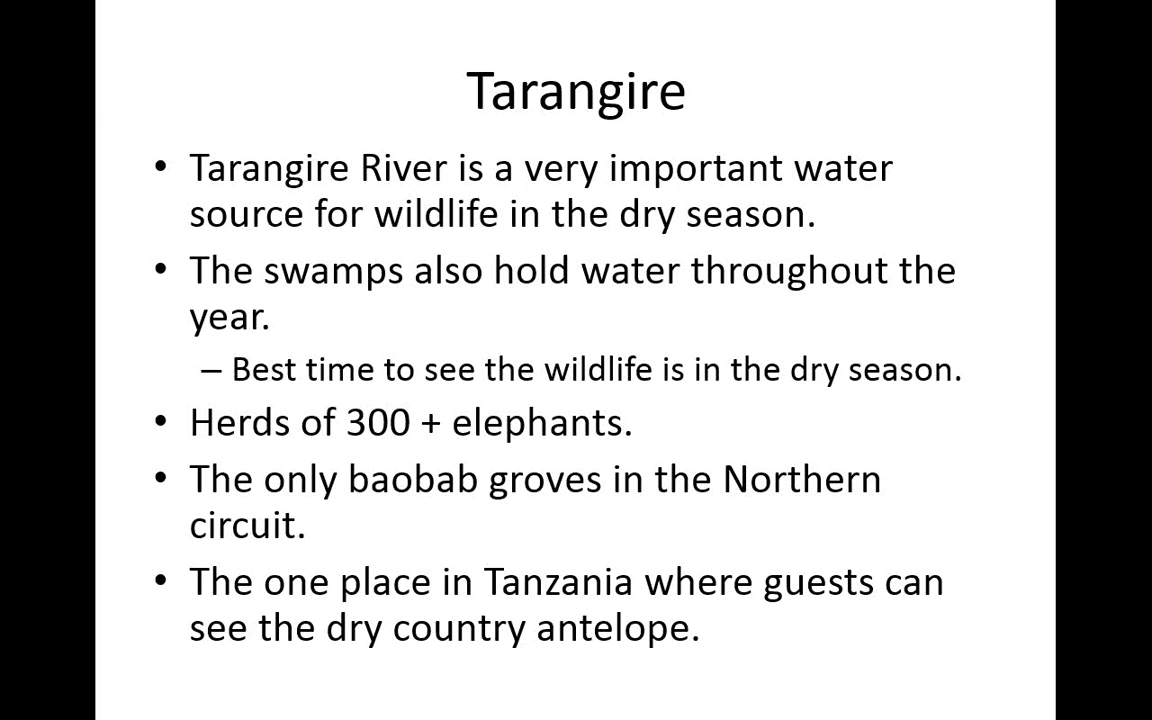 Tarangire
• Tarangire River is a very important water
source for wildlife in the dry season.
• The swamps also hold water throughout the
year.
– Best time to see the wildlife is in the dry season.
• Herds of 300 + elephants.
• The only baobab groves in the Northern
circuit.
• The one place in Tanzania where guests can
see the dry country antelope.